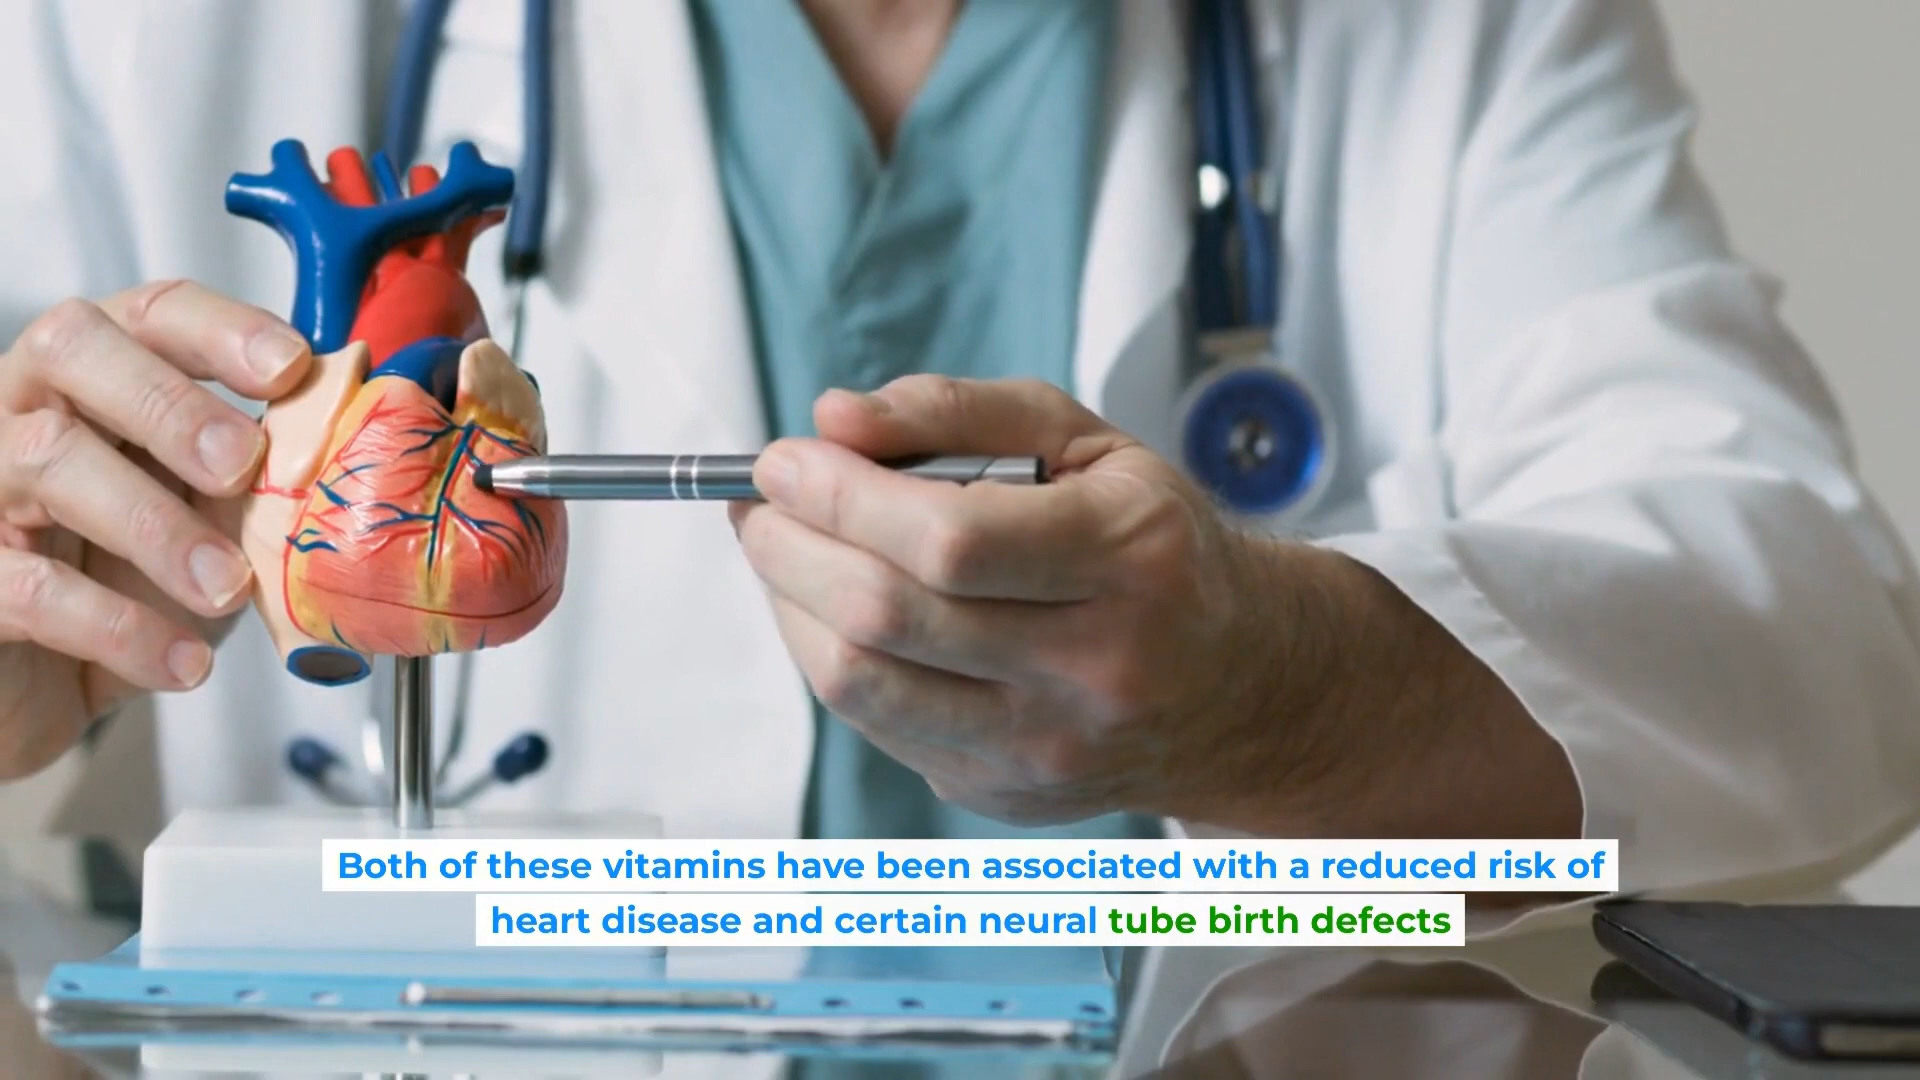 Both of these vitamins have been associated with a reduced risk of
heart disease and certain neural tube birth defects